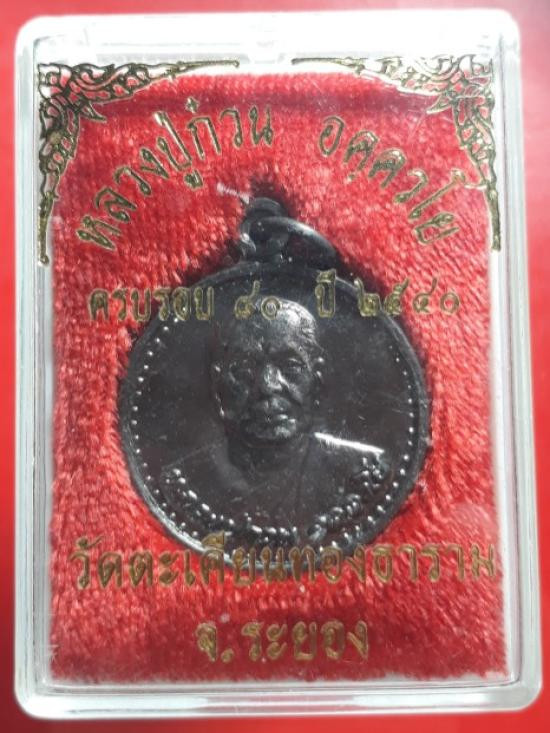 หลวงปู่ก๋วน อคฺควโย
ครบรอบ ๘๐ ปี ๒๕๔๐
วัดตะเคียนทองธาราม
จ.ระยอง